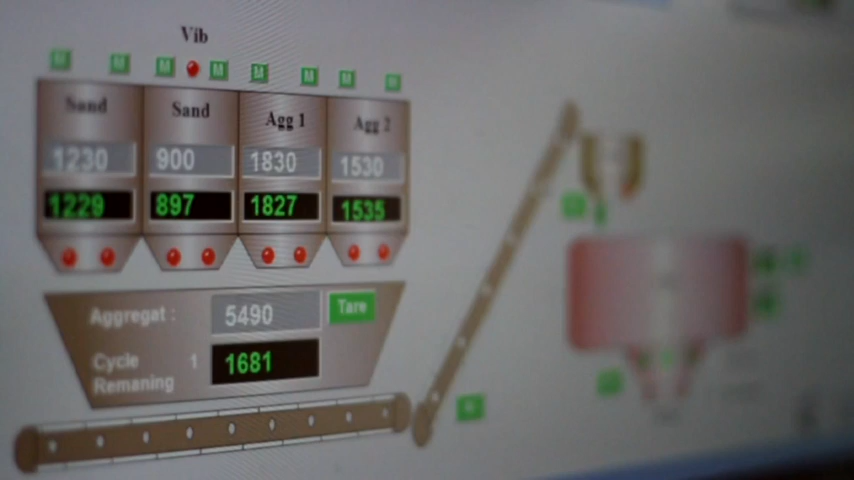 Vib
M M M M M M M M
Sand Sand Agg 1 Agg 2
1230 900 1830 1530
1229 897 1827 1535
Aggregat : 5490 Tare
Cycle 1 1681
Remaning